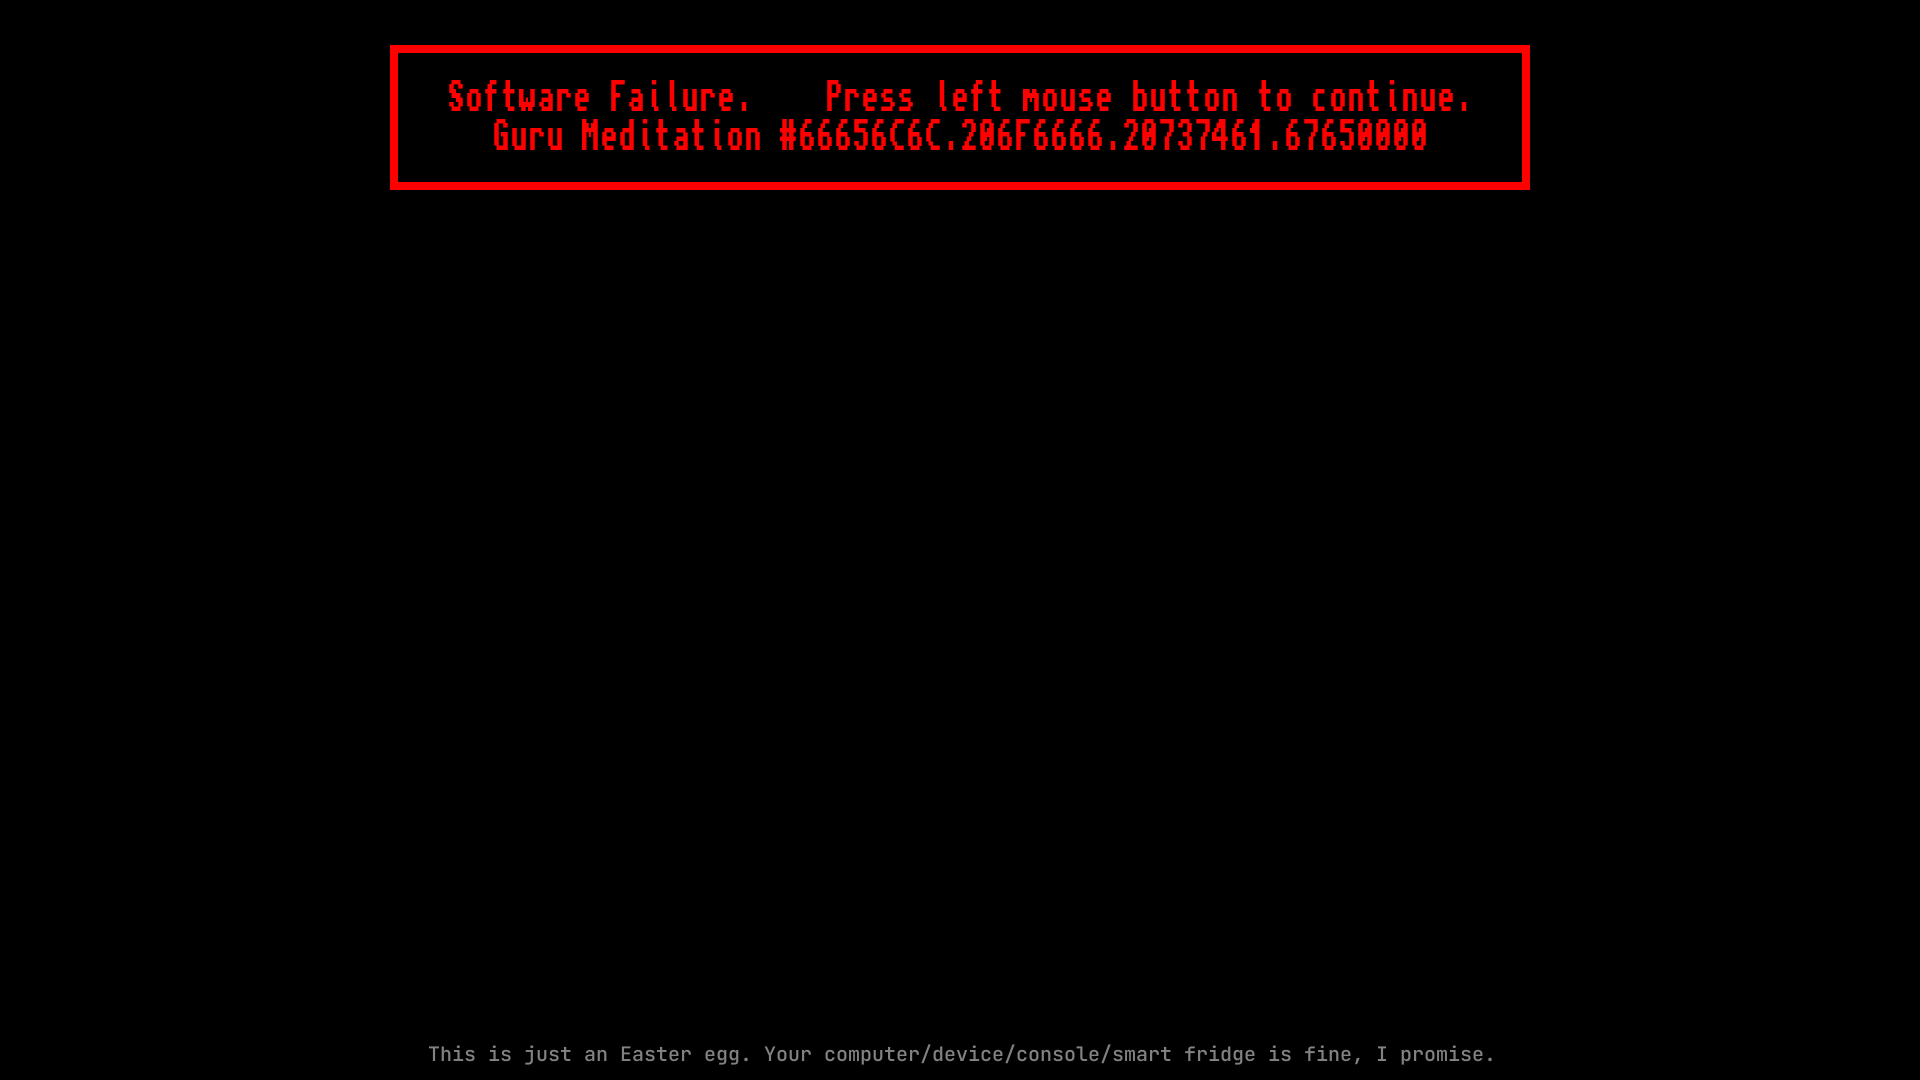 Software Failure.    Press left mouse button to continue.
Guru Meditation #66656C6C.206F6666.20737461.67650000
This is just an Easter egg. Your computer/device/console/smart fridge is fine, I promise.